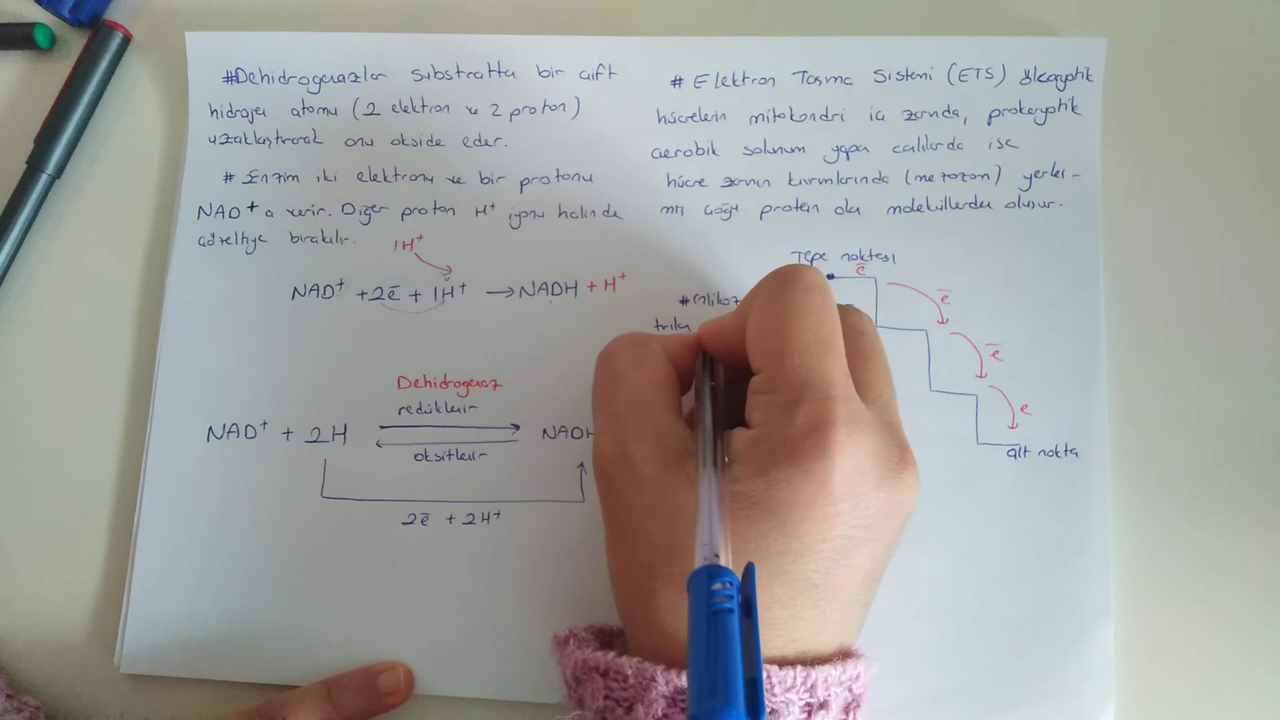 #Dehidrogenazlar substratta bir çift
hidrojen atomu (2 elektron ve 2 proton)
uzaklaştırarak onu okside eder.
# Enzim iki elektronu ve bir protonu
NAD⁺ a verir. Diğer proton H⁺ iyonu halinde
çözeltiye bırakılır.
1H⁺
NAD⁺ + 2ē + 1H⁺ → NADH + H⁺
Dehidrogenaz
redüklenir
NAD⁺ + 2H
NADH
oksitlenir
2ē + 2H⁺
# Elektron Taşıma Sistemi (ETS) ökaryotik
hücrelerin mitokondri iç zarında, prokaryotik
aerobik solunum yapan canlılarda ise
hücre zarının kıvrımlarında (mezozom) yerleş-
miş çoğu protein olan moleküllerden oluşur.
Tepe noktası
ē
ē
ē
e
alt nokta